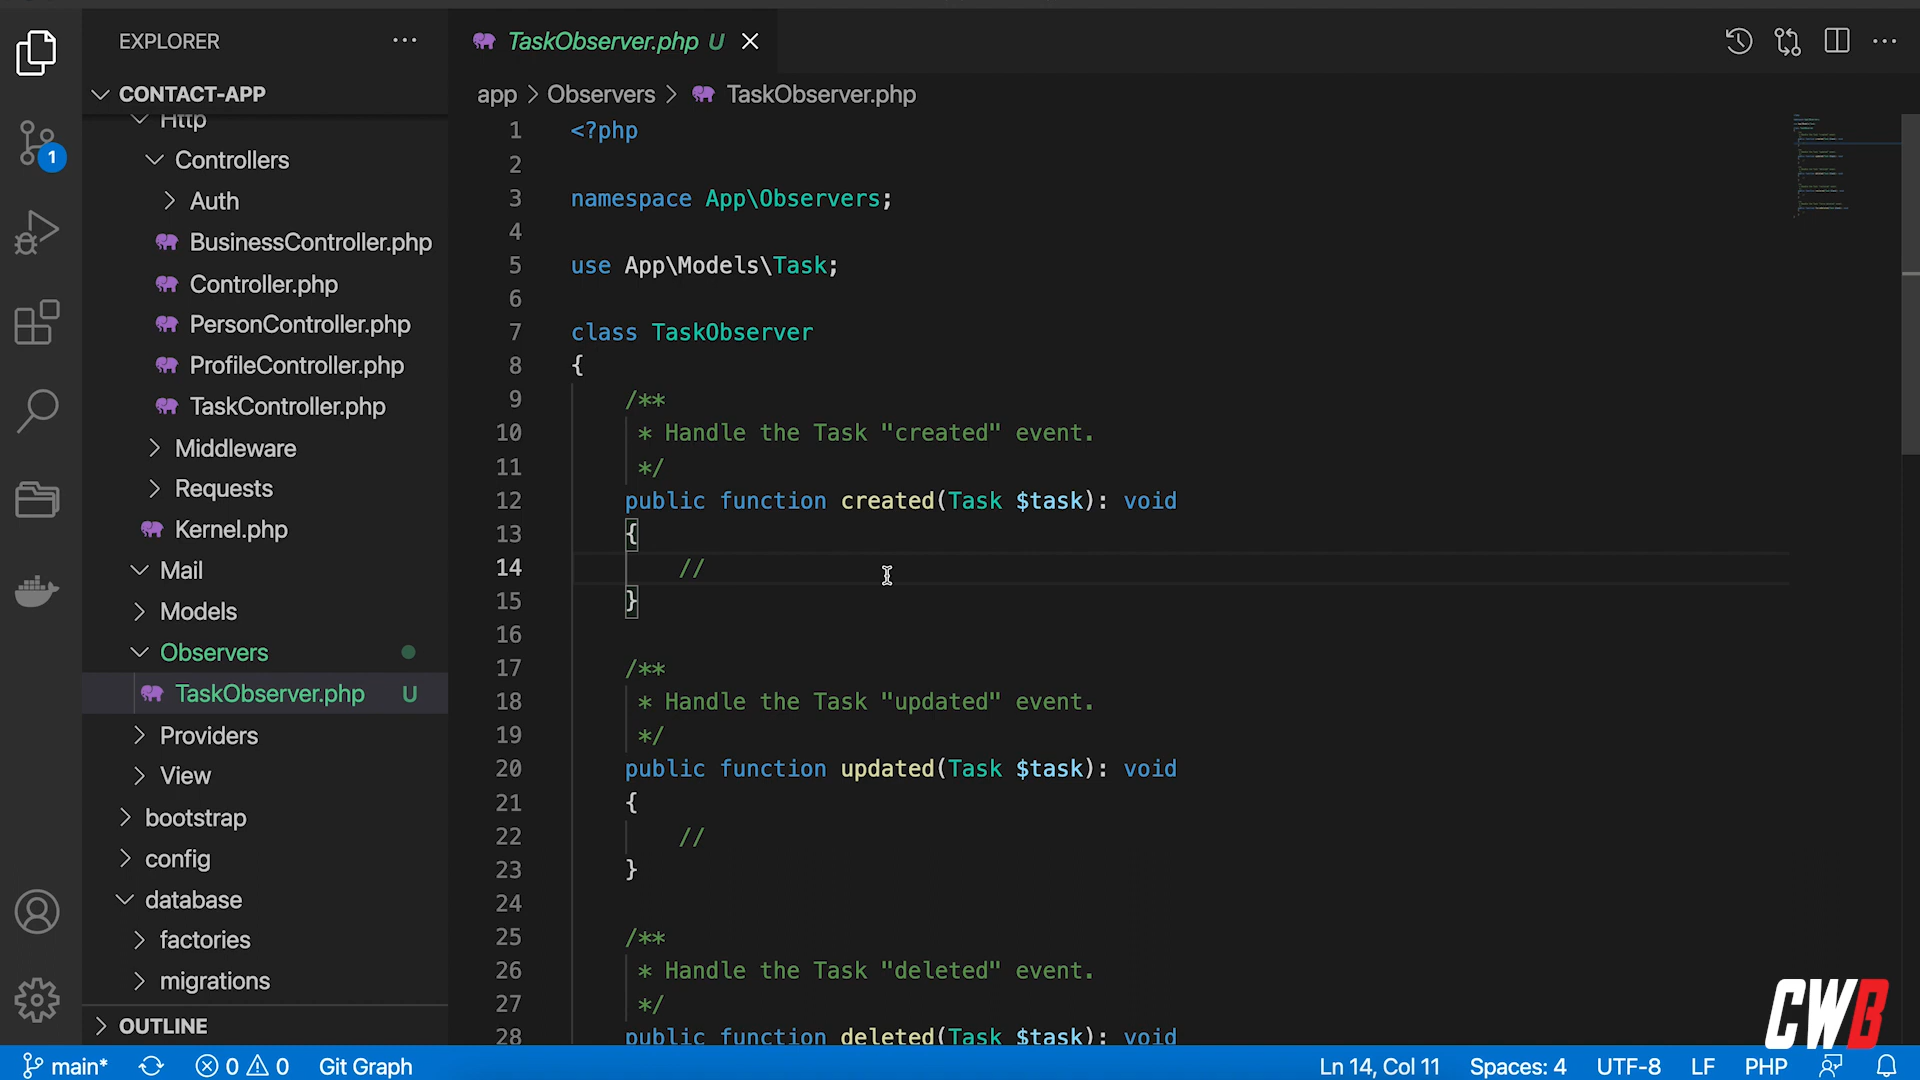 EXPLORER
CONTACT-APP
Http
Controllers
Auth
BusinessController.php
Controller.php
PersonController.php
ProfileController.php
TaskController.php
Middleware
Requests
Kernel.php
Mail
Models
Observers
TaskObserver.php U
Providers
View
bootstrap
config
database
factories
migrations
OUTLINE
1
TaskObserver.php U
app > Observers > TaskObserver.php
1 <?php
2
3 namespace App\Observers;
4
5 use App\Models\Task;
6
7 class TaskObserver
8 {
9 /**
10 * Handle the Task "created" event.
11 */
12 public function created(Task $task): void
13 {
14 //
15 }
16
17 /**
18 * Handle the Task "updated" event.
19 */
20 public function updated(Task $task): void
21 {
22 //
23 }
24
25 /**
26 * Handle the Task "deleted" event.
27 */
28 public function deleted(Task $task): void
CWB
main* 0 0 Git Graph Ln 14, Col 11 Spaces: 4 UTF-8 LF PHP